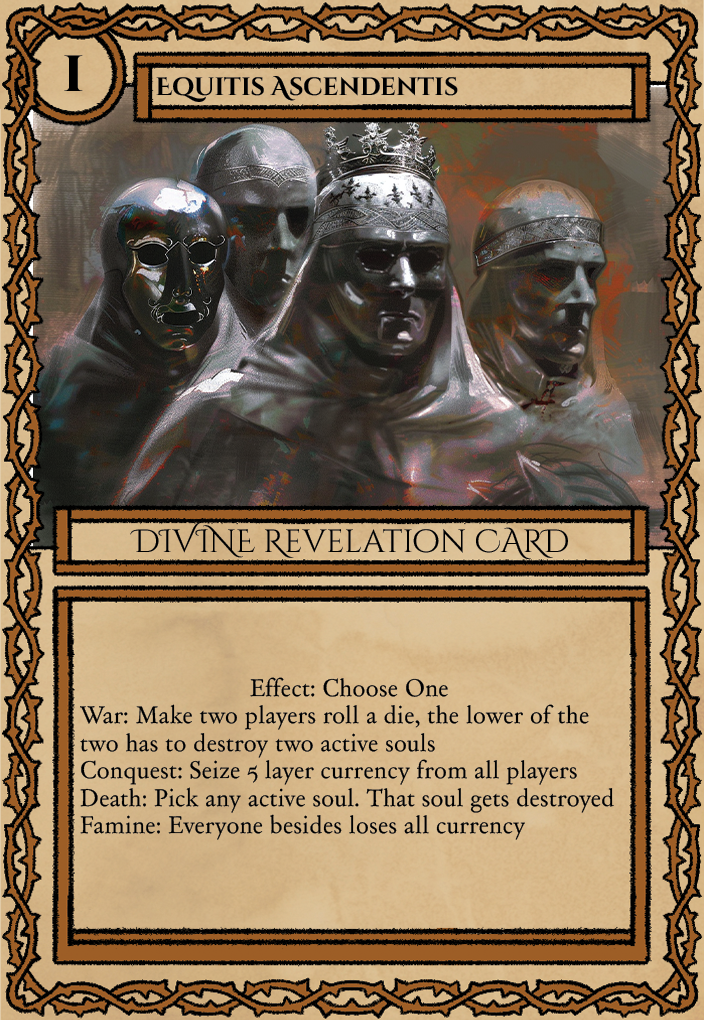 I
Equitis Ascendentis
Divine Revelation Card
Effect: Choose One
War: Make two players roll a die, the lower of the
two has to destroy two active souls
Conquest: Seize 5 layer currency from all players
Death: Pick any active soul. That soul gets destroyed
Famine: Everyone besides loses all currency